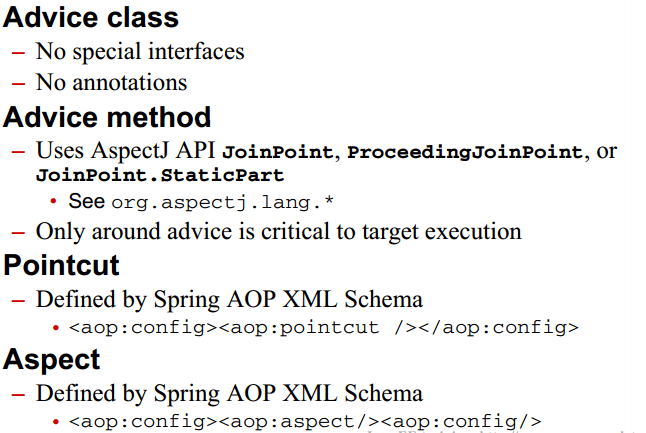 Advice class
– No special interfaces
– No annotations
Advice method
– Uses AspectJ API JoinPoint, ProceedingJoinPoint, or
JoinPoint.StaticPart
• See org.aspectj.lang.*
– Only around advice is critical to target execution
Pointcut
– Defined by Spring AOP XML Schema
• <aop:config><aop:pointcut /></aop:config>
Aspect
– Defined by Spring AOP XML Schema
• <aop:config><aop:aspect/><aop:config/>